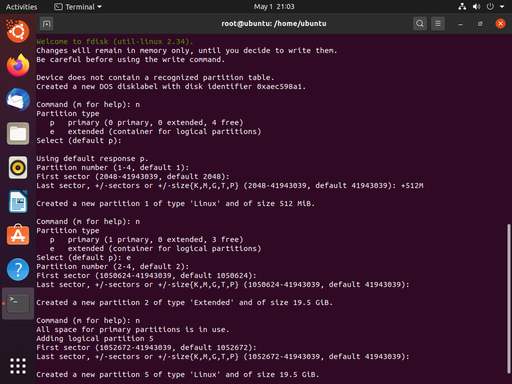 Activities
Terminal
May 1 21:03
root@ubuntu: /home/ubuntu
Welcome to fdisk (util-linux 2.34).
Changes will remain in memory only, until you decide to write them.
Be careful before using the write command.
Device does not contain a recognized partition table.
Created a new DOS disklabel with disk identifier 0xaec598a1.
Command (m for help): n
Partition type
p primary (0 primary, 0 extended, 4 free)
e extended (container for logical partitions)
Select (default p):
Using default response p.
Partition number (1-4, default 1):
First sector (2048-41943039, default 2048):
Last sector, +/-sectors or +/-size{K,M,G,T,P} (2048-41943039, default 41943039): +512M
Created a new partition 1 of type 'Linux' and of size 512 MiB.
Command (m for help): n
Partition type
p primary (1 primary, 0 extended, 3 free)
e extended (container for logical partitions)
Select (default p): e
Partition number (2-4, default 2):
First sector (1050624-41943039, default 1050624):
Last sector, +/-sectors or +/-size{K,M,G,T,P} (1050624-41943039, default 41943039):
Created a new partition 2 of type 'Extended' and of size 19.5 GiB.
Command (m for help): n
All space for primary partitions is in use.
Adding logical partition 5
First sector (1052672-41943039, default 1052672):
Last sector, +/-sectors or +/-size{K,M,G,T,P} (1052672-41943039, default 41943039):
Created a new partition 5 of type 'Linux' and of size 19.5 GiB.